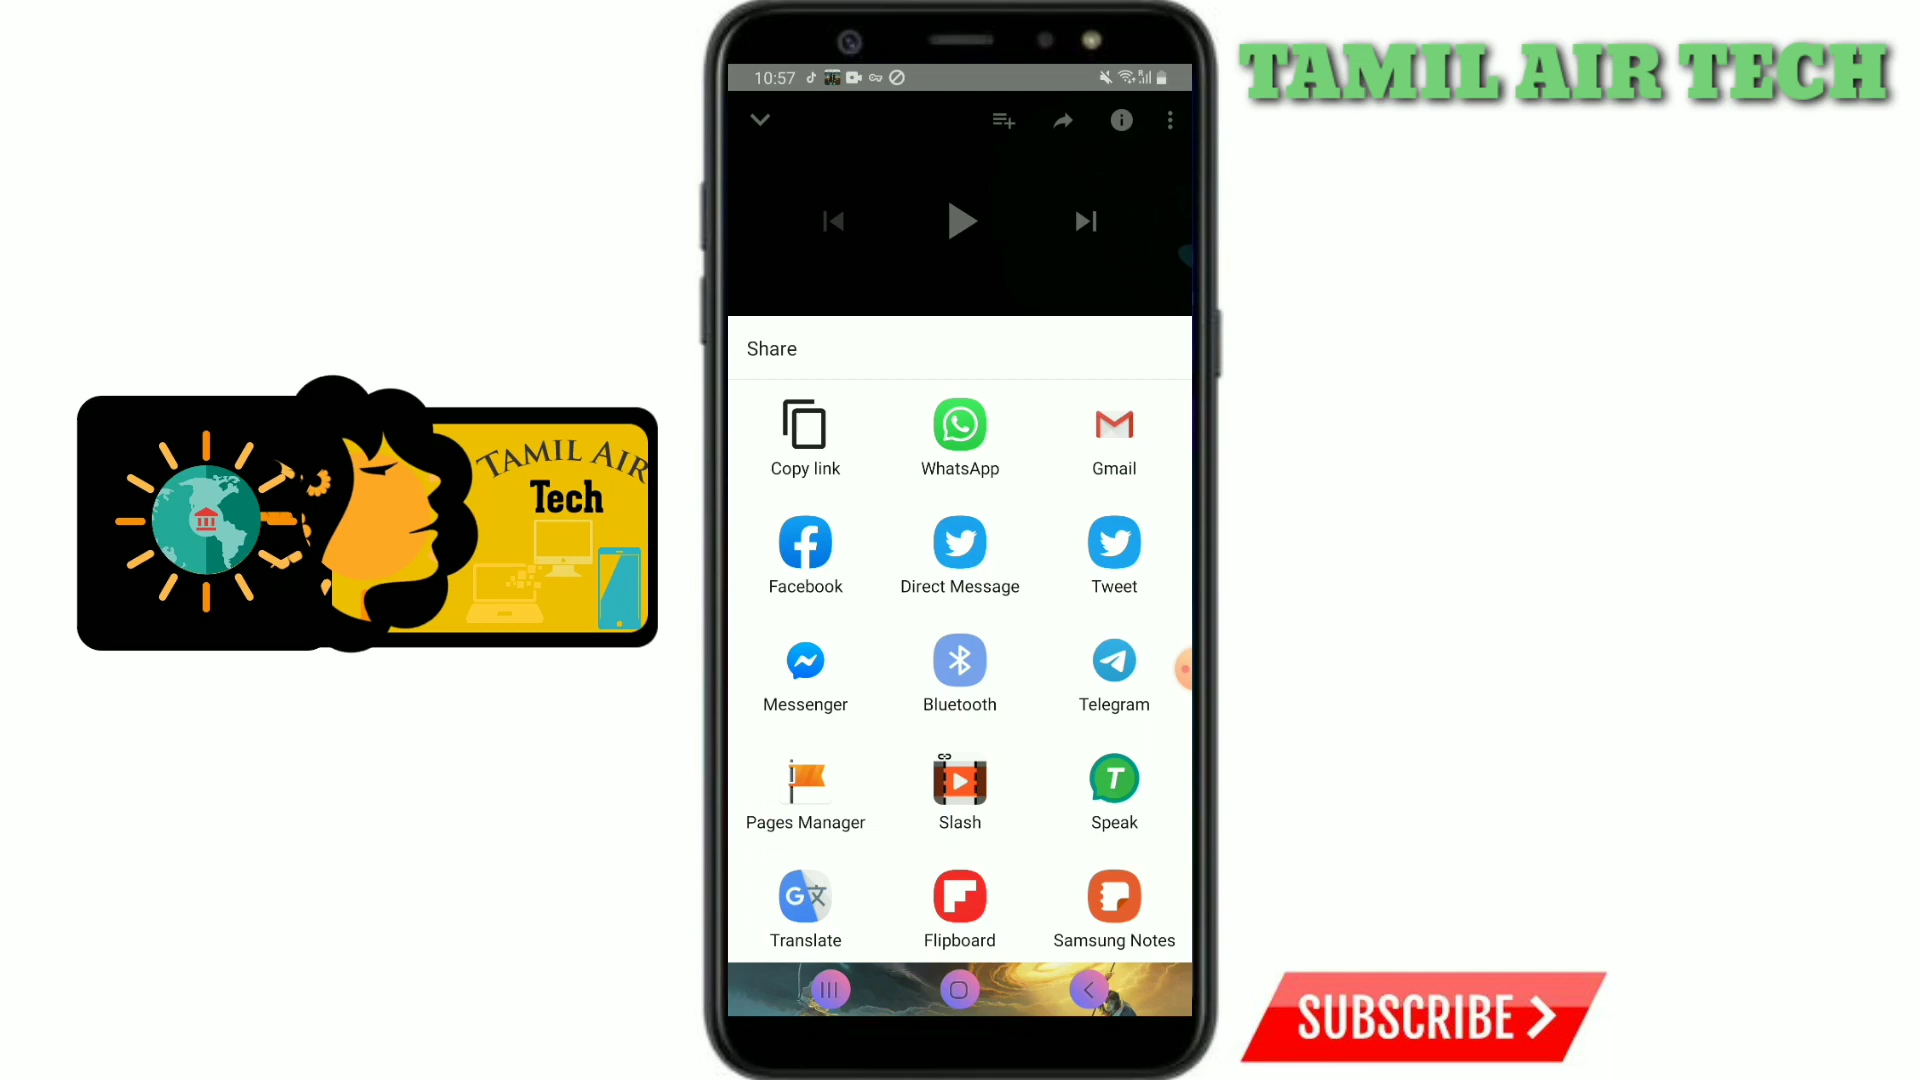 TAMIL AIR TECH
10:57
Share
Copy link
WhatsApp
Gmail
Facebook
Direct Message
Tweet
Messenger
Bluetooth
Telegram
Pages Manager
Slash
Speak
Translate
Flipboard
Samsung Notes
TAMIL AIR
Tech
SUBSCRIBE